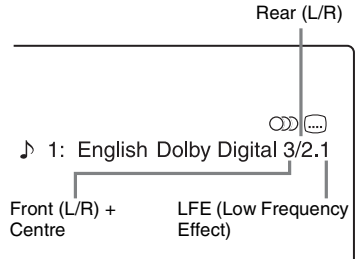 Rear (L/R)
♪ 1: English Dolby Digital 3/2.1
Front (L/R) +
Centre
LFE (Low Frequency
Effect)